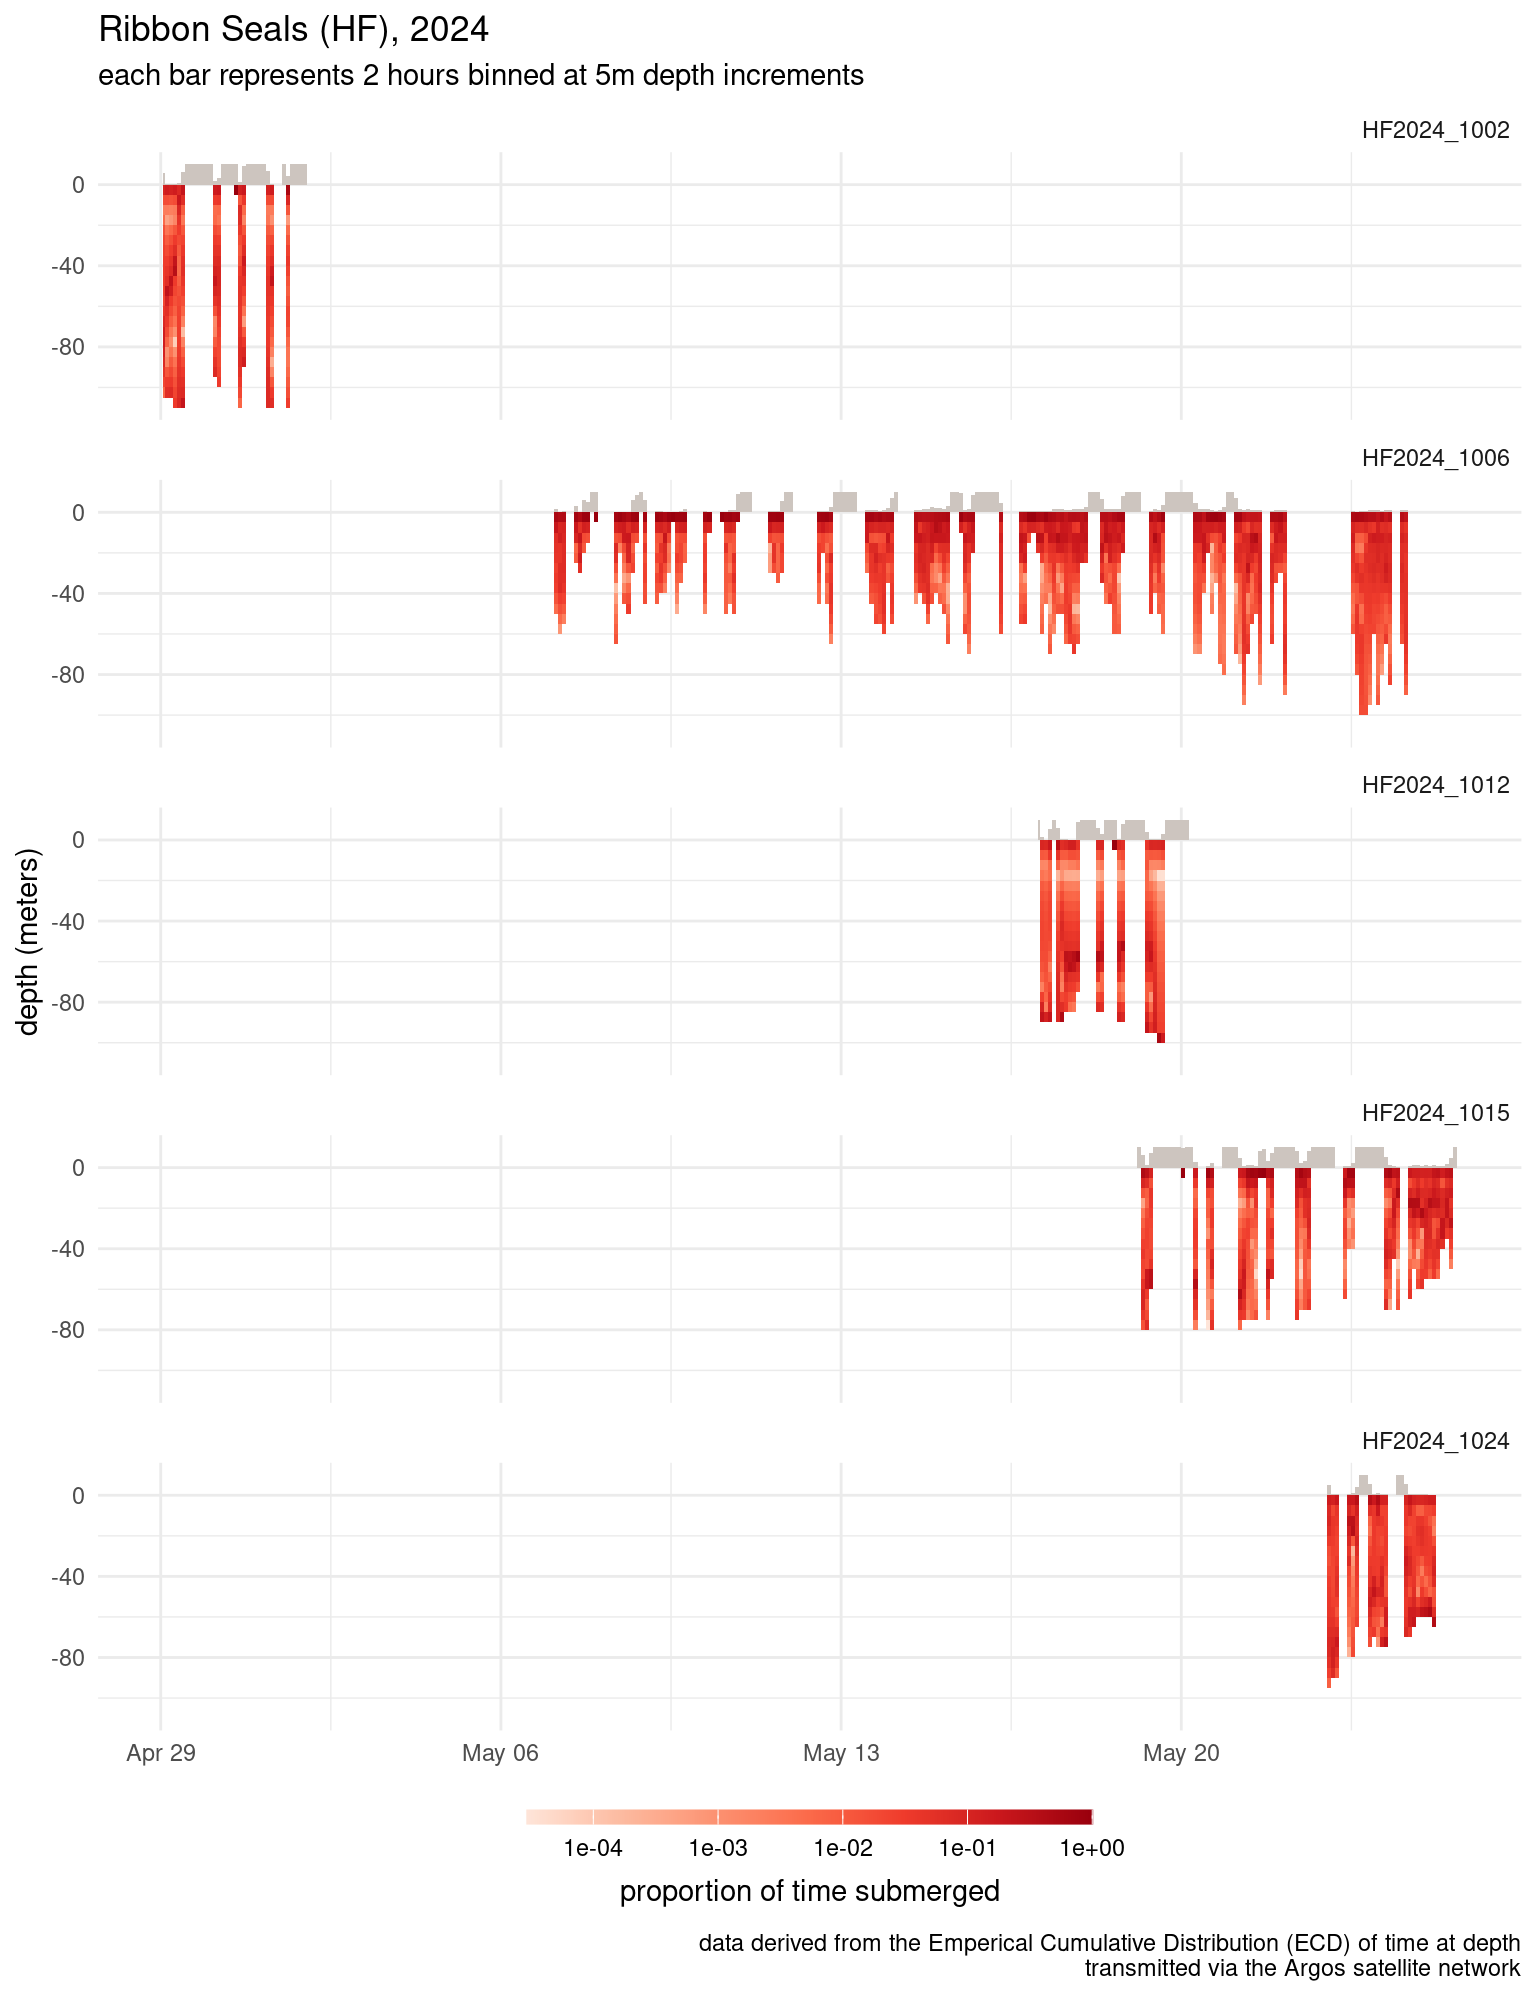 Ribbon Seals (HF), 2024
each bar represents 2 hours binned at 5m depth increments
HF2024_1002
0
-40
-80
HF2024_1006
0
-40
-80
HF2024_1012
0
-40
-80
depth (meters)
HF2024_1015
0
-40
-80
HF2024_1024
0
-40
-80
Apr 29 May 06 May 13 May 20
1e-04 1e-03 1e-02 1e-01 1e+00
proportion of time submerged
data derived from the Emperical Cumulative Distribution (ECD) of time at depth
transmitted via the Argos satellite network